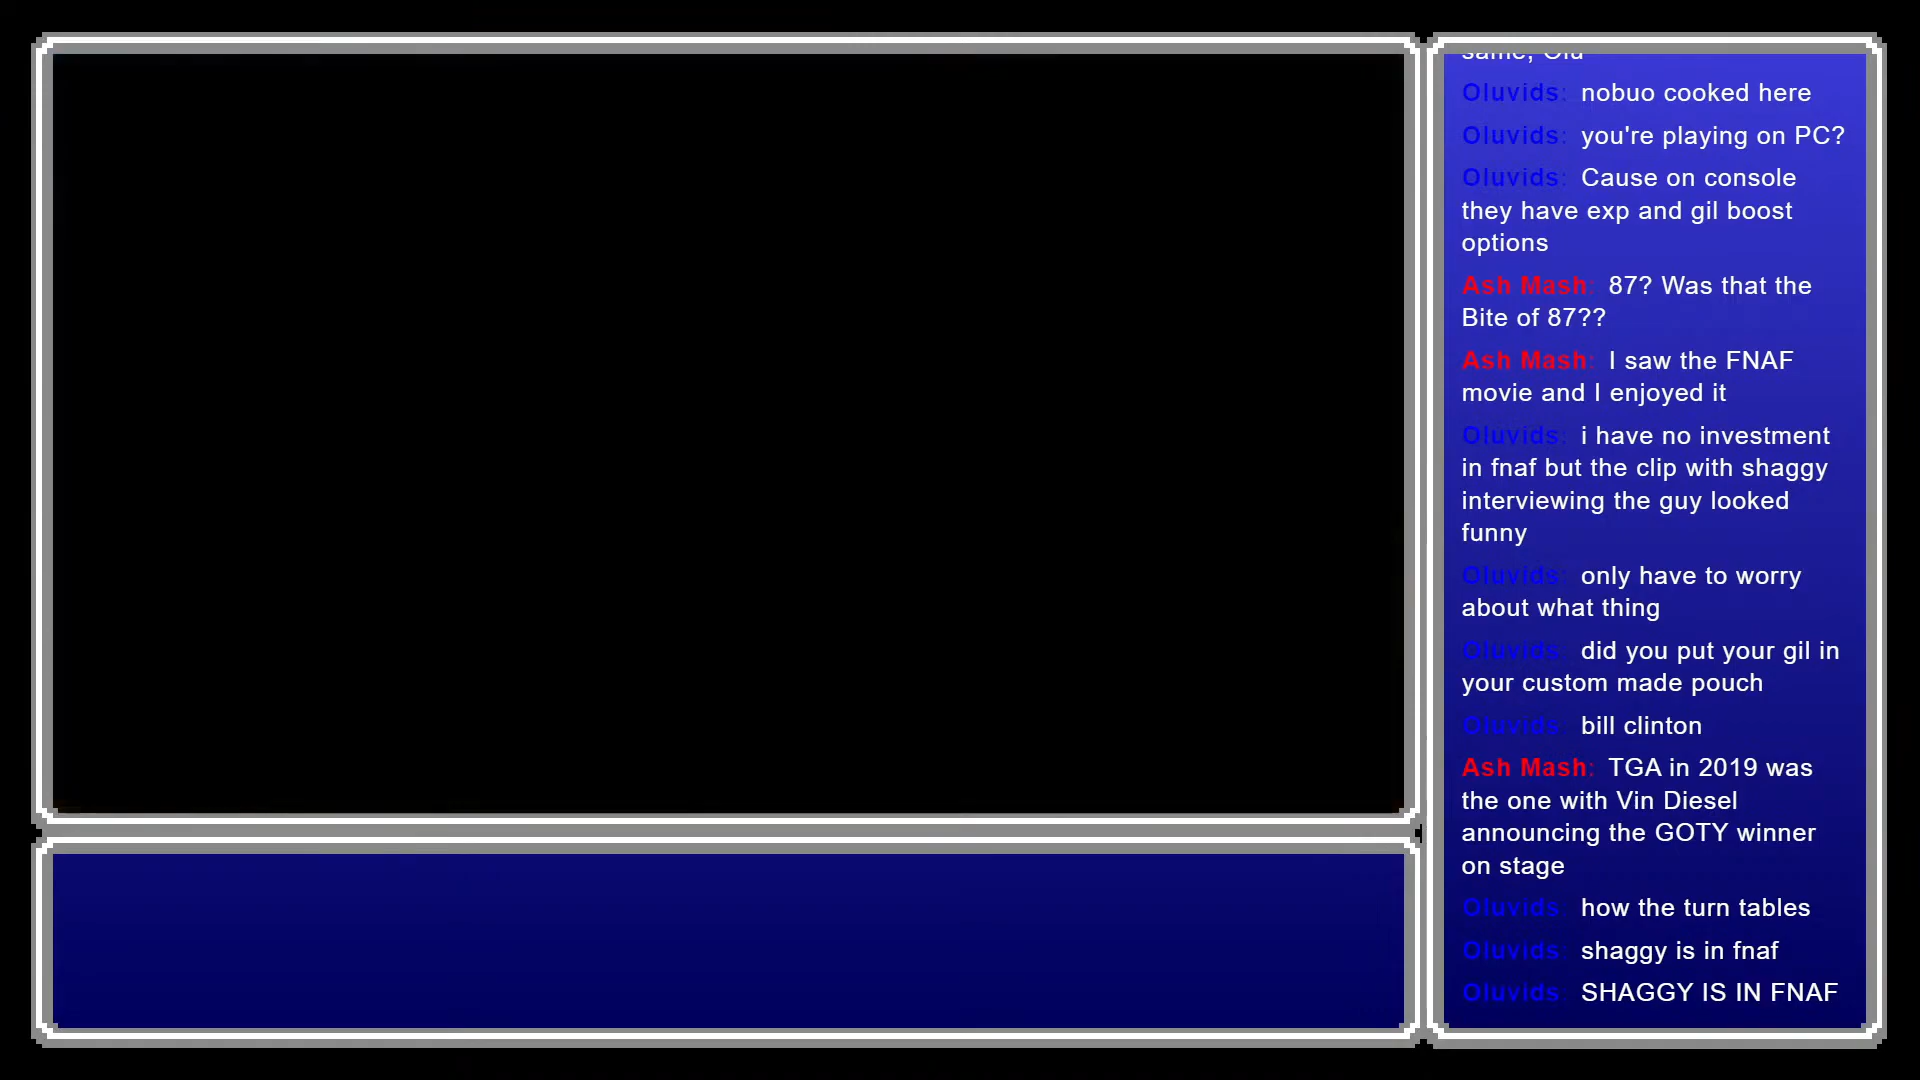 same, Olu
Oluvids: nobuo cooked here
Oluvids: you're playing on PC?
Oluvids: Cause on console
they have exp and gil boost
options
Ash Mash: 87? Was that the
Bite of 87??
Ash Mash: I saw the FNAF
movie and I enjoyed it
Oluvids: i have no investment
in fnaf but the clip with shaggy
interviewing the guy looked
funny
Oluvids: only have to worry
about what thing
Oluvids: did you put your gil in
your custom made pouch
Oluvids: bill clinton
Ash Mash: TGA in 2019 was
the one with Vin Diesel
announcing the GOTY winner
on stage
Oluvids: how the turn tables
Oluvids: shaggy is in fnaf
Oluvids: SHAGGY IS IN FNAF